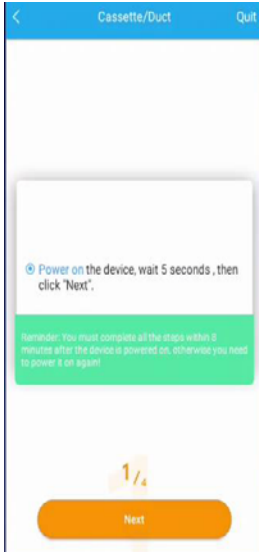 Cassette/Duct Quit
Power on the device, wait 5 seconds , then
click "Next".
Reminder: You must complete all the steps within 8
minutes after the device is powered on, otherwise you need
to power it on again!
1/4
Next